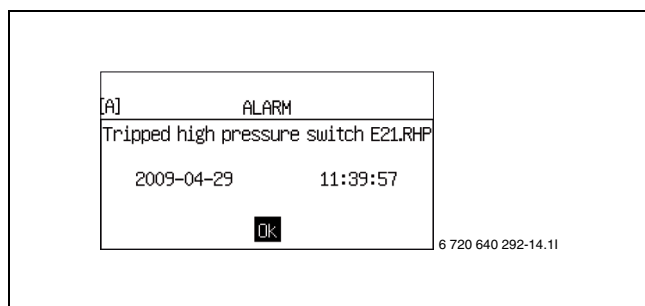 [A] ALARM
Tripped high pressure switch E21.RHP
2009-04-29 11:39:57
Ok
6 720 640 292-14.1I